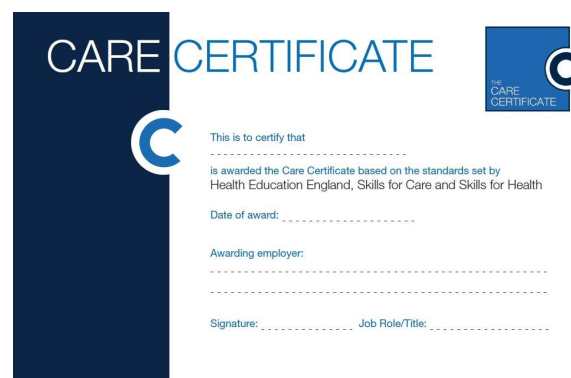 CARE CERTIFICATE
THE
CARE
CERTIFICATE
This is to certify that
is awarded the Care Certificate based on the standards set by
Health Education England, Skills for Care and Skills for Health
Date of award:
Awarding employer:
Signature: Job Role/Title: